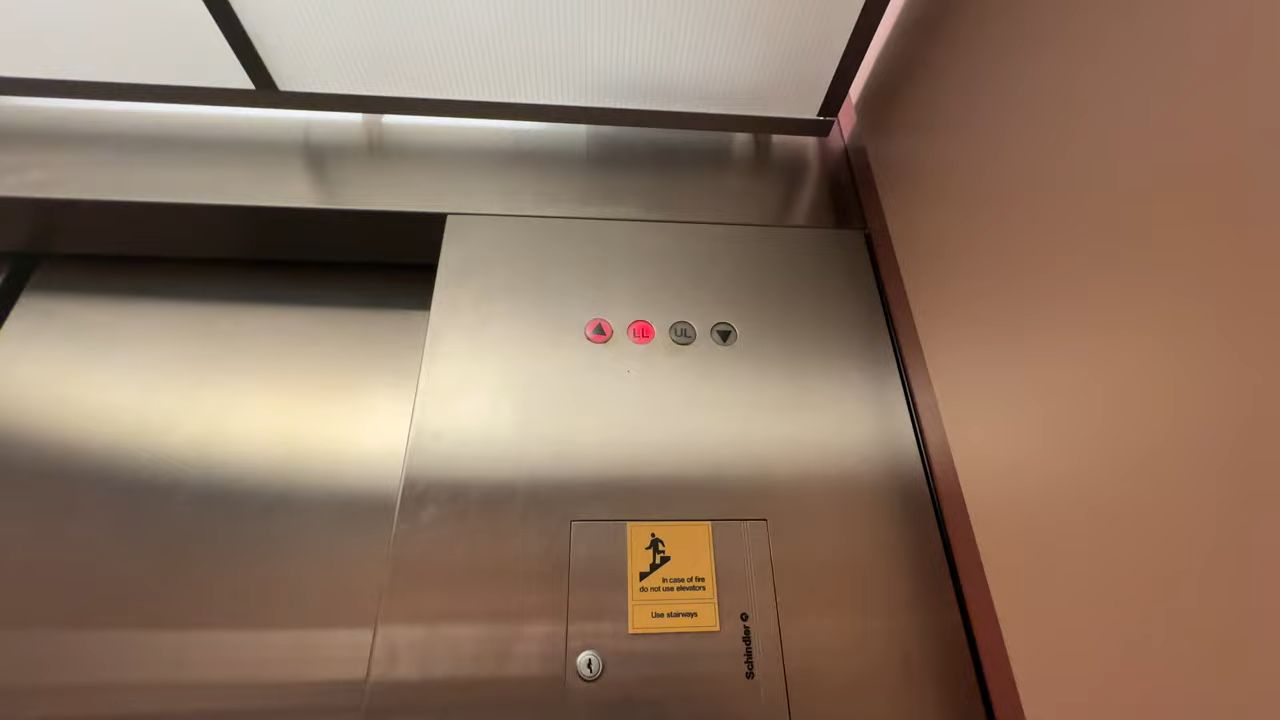 LL
UL
In case of fire
do not use elevators
Use stairways
Schindler